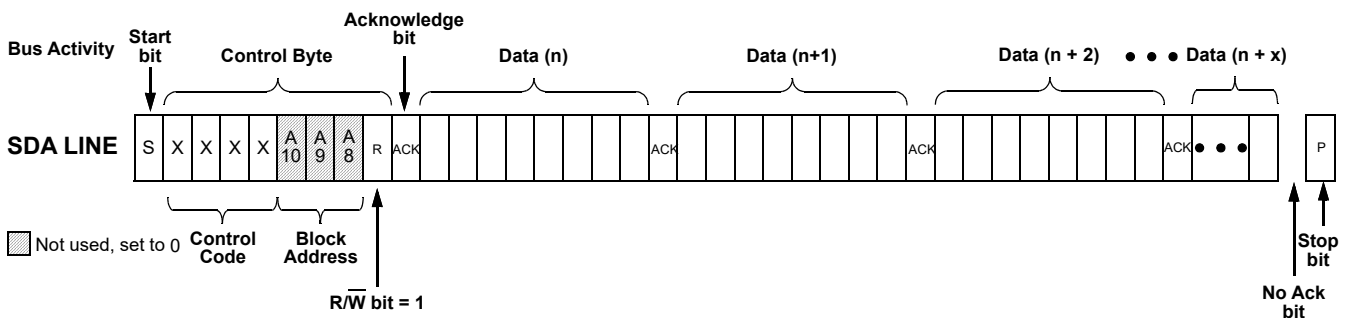 Bus Activity
Start bit
Control Byte
Acknowledge bit
Data (n)
Data (n+1)
Data (n + 2)
• • •
Data (n + x)
SDA LINE
S
X
X
X
X
A 10
A 9
A 8
R
ACK
ACK
ACK
ACK
• • •
P
Not used, set to 0
Control Code
Block Address
R/W bit = 1
No Ack bit
Stop bit